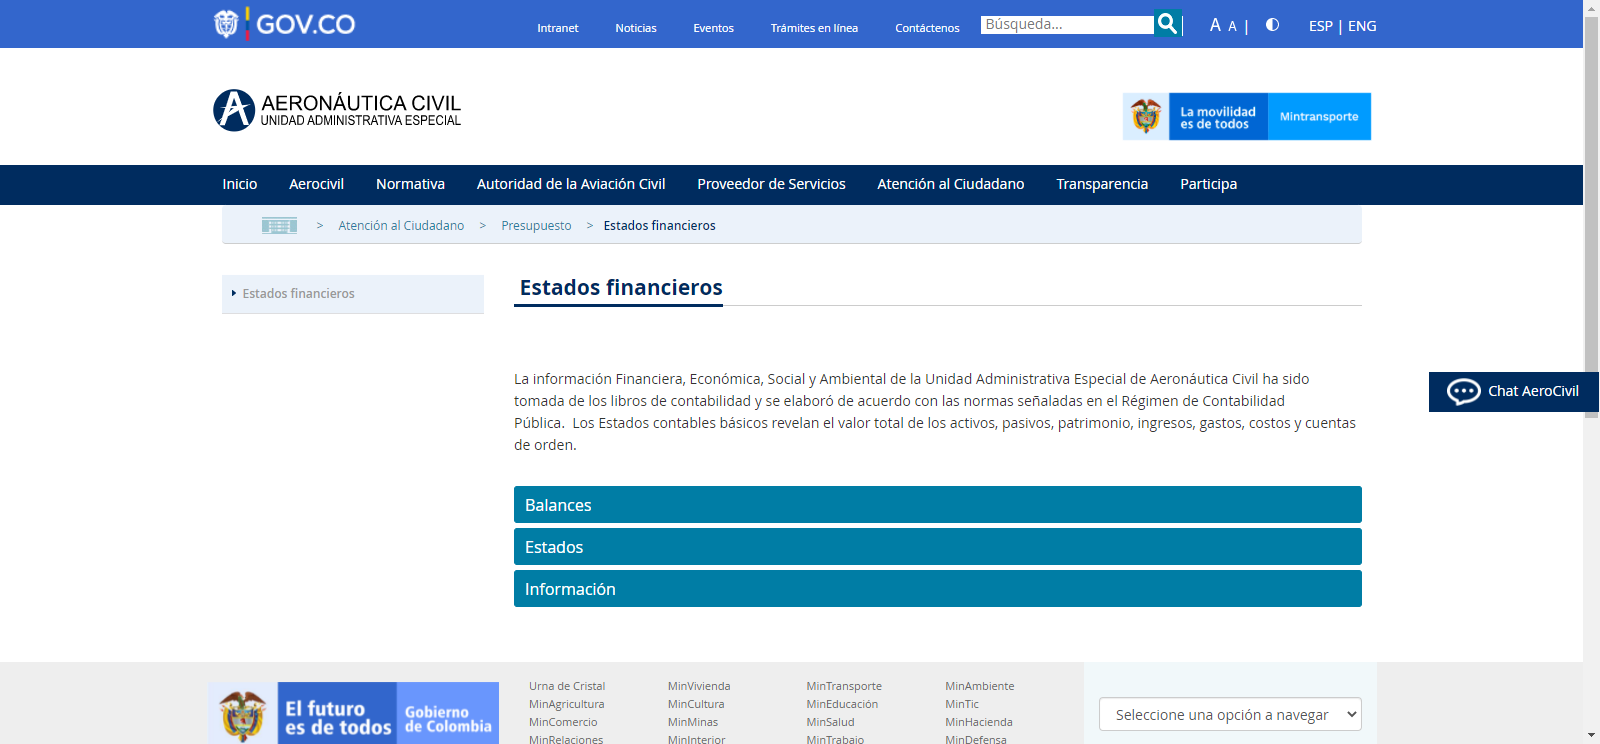 GOV.CO
Intranet
Noticias
Eventos
Trámites en línea
Contáctenos
Búsqueda...
A A |
ESP | ENG
AERONÁUTICA CIVIL
UNIDAD ADMINISTRATIVA ESPECIAL
La movilidad
es de todos
Mintransporte
Inicio
Aerocivil
Normativa
Autoridad de la Aviación Civil
Proveedor de Servicios
Atención al Ciudadano
Transparencia
Participa
> Atención al Ciudadano > Presupuesto > Estados financieros
Estados financieros
Estados financieros
La información Financiera, Económica, Social y Ambiental de la Unidad Administrativa Especial de Aeronáutica Civil ha sido
tomada de los libros de contabilidad y se elaboró de acuerdo con las normas señaladas en el Régimen de Contabilidad
Pública.  Los Estados contables básicos revelan el valor total de los activos, pasivos, patrimonio, ingresos, gastos, costos y cuentas
de orden.
Chat AeroCivil
Balances
Estados
Información
El futuro
es de todos
Gobierno
de Colombia
Urna de Cristal
MinAgricultura
MinComercio
MinRelaciones
MinVivienda
MinCultura
MinMinas
MinInterior
MinTransporte
MinEducación
MinSalud
MinTrabajo
MinAmbiente
MinTic
MinHacienda
MinDefensa
Seleccione una opción a navegar